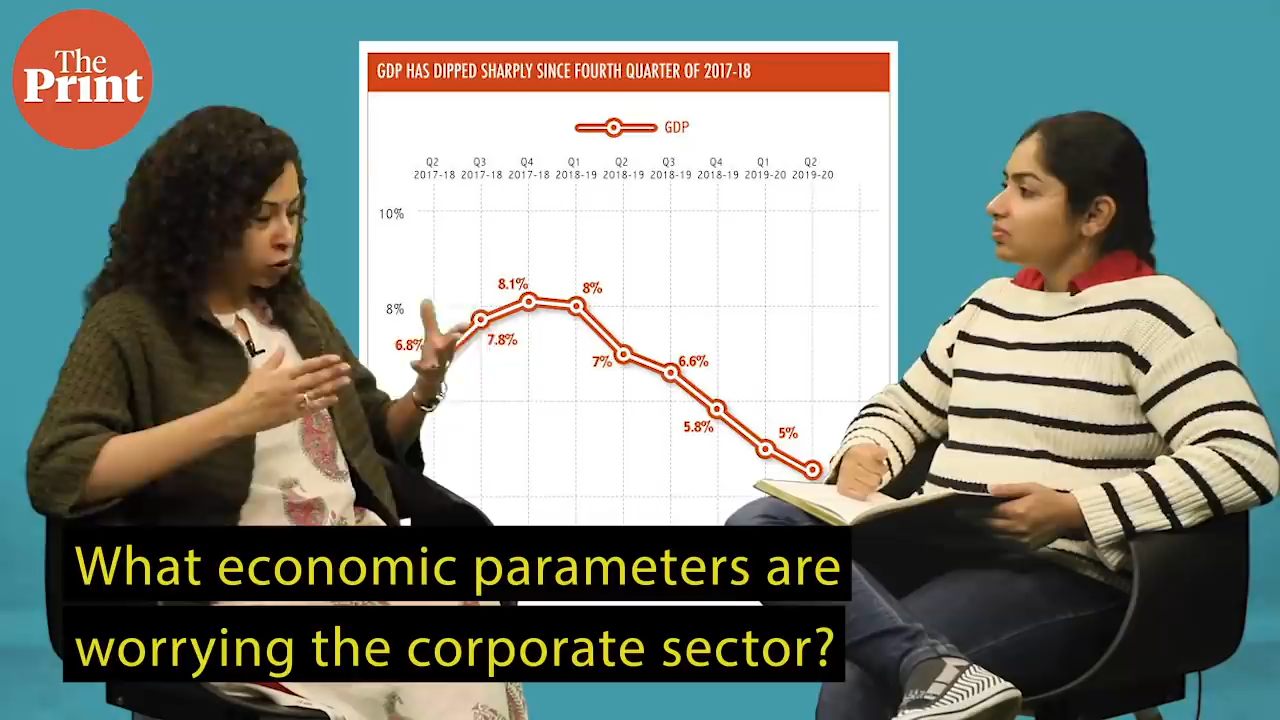 The
Print
GDP HAS DIPPED SHARPLY SINCE FOURTH QUARTER OF 2017-18
GDP
Q2 Q3 Q4 Q1 Q2 Q3 Q4 Q1 Q2
2017-18 2017-18 2017-18 2018-19 2018-19 2018-19 2018-19 2019-20 2019-20
10%
8.1% 8%
8%
6.8% 7.8%
7% 6.6%
5.8% 5%
What economic parameters are
worrying the corporate sector?